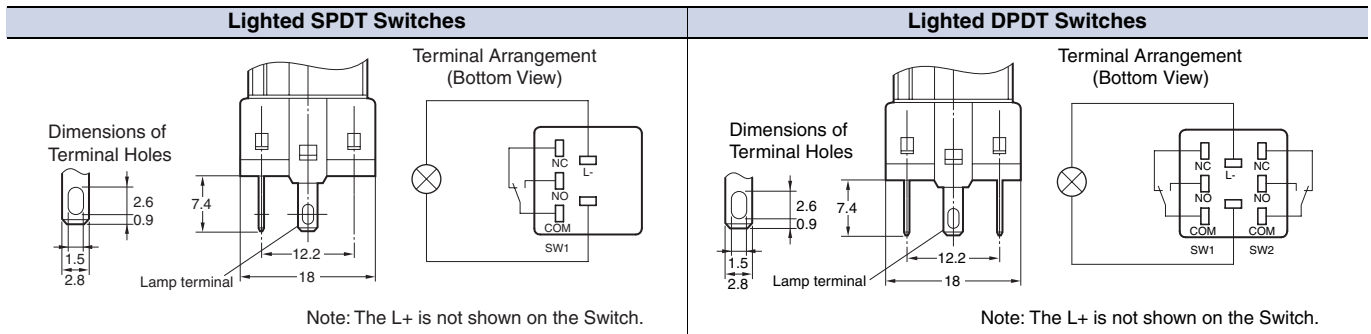 Lighted SPDT Switches
Terminal Arrangement
(Bottom View)
Dimensions of
Terminal Holes
NC
L-
NO
COM
SW1
2.6
0.9
7.4
1.5
2.8
12.2
18
Lamp terminal
Note: The L+ is not shown on the Switch.
Lighted DPDT Switches
Terminal Arrangement
(Bottom View)
Dimensions of
Terminal Holes
NC
L-
NC
NO
NO
COM
COM
SW1
SW2
2.6
0.9
7.4
1.5
2.8
12.2
18
Lamp terminal
Note: The L+ is not shown on the Switch.